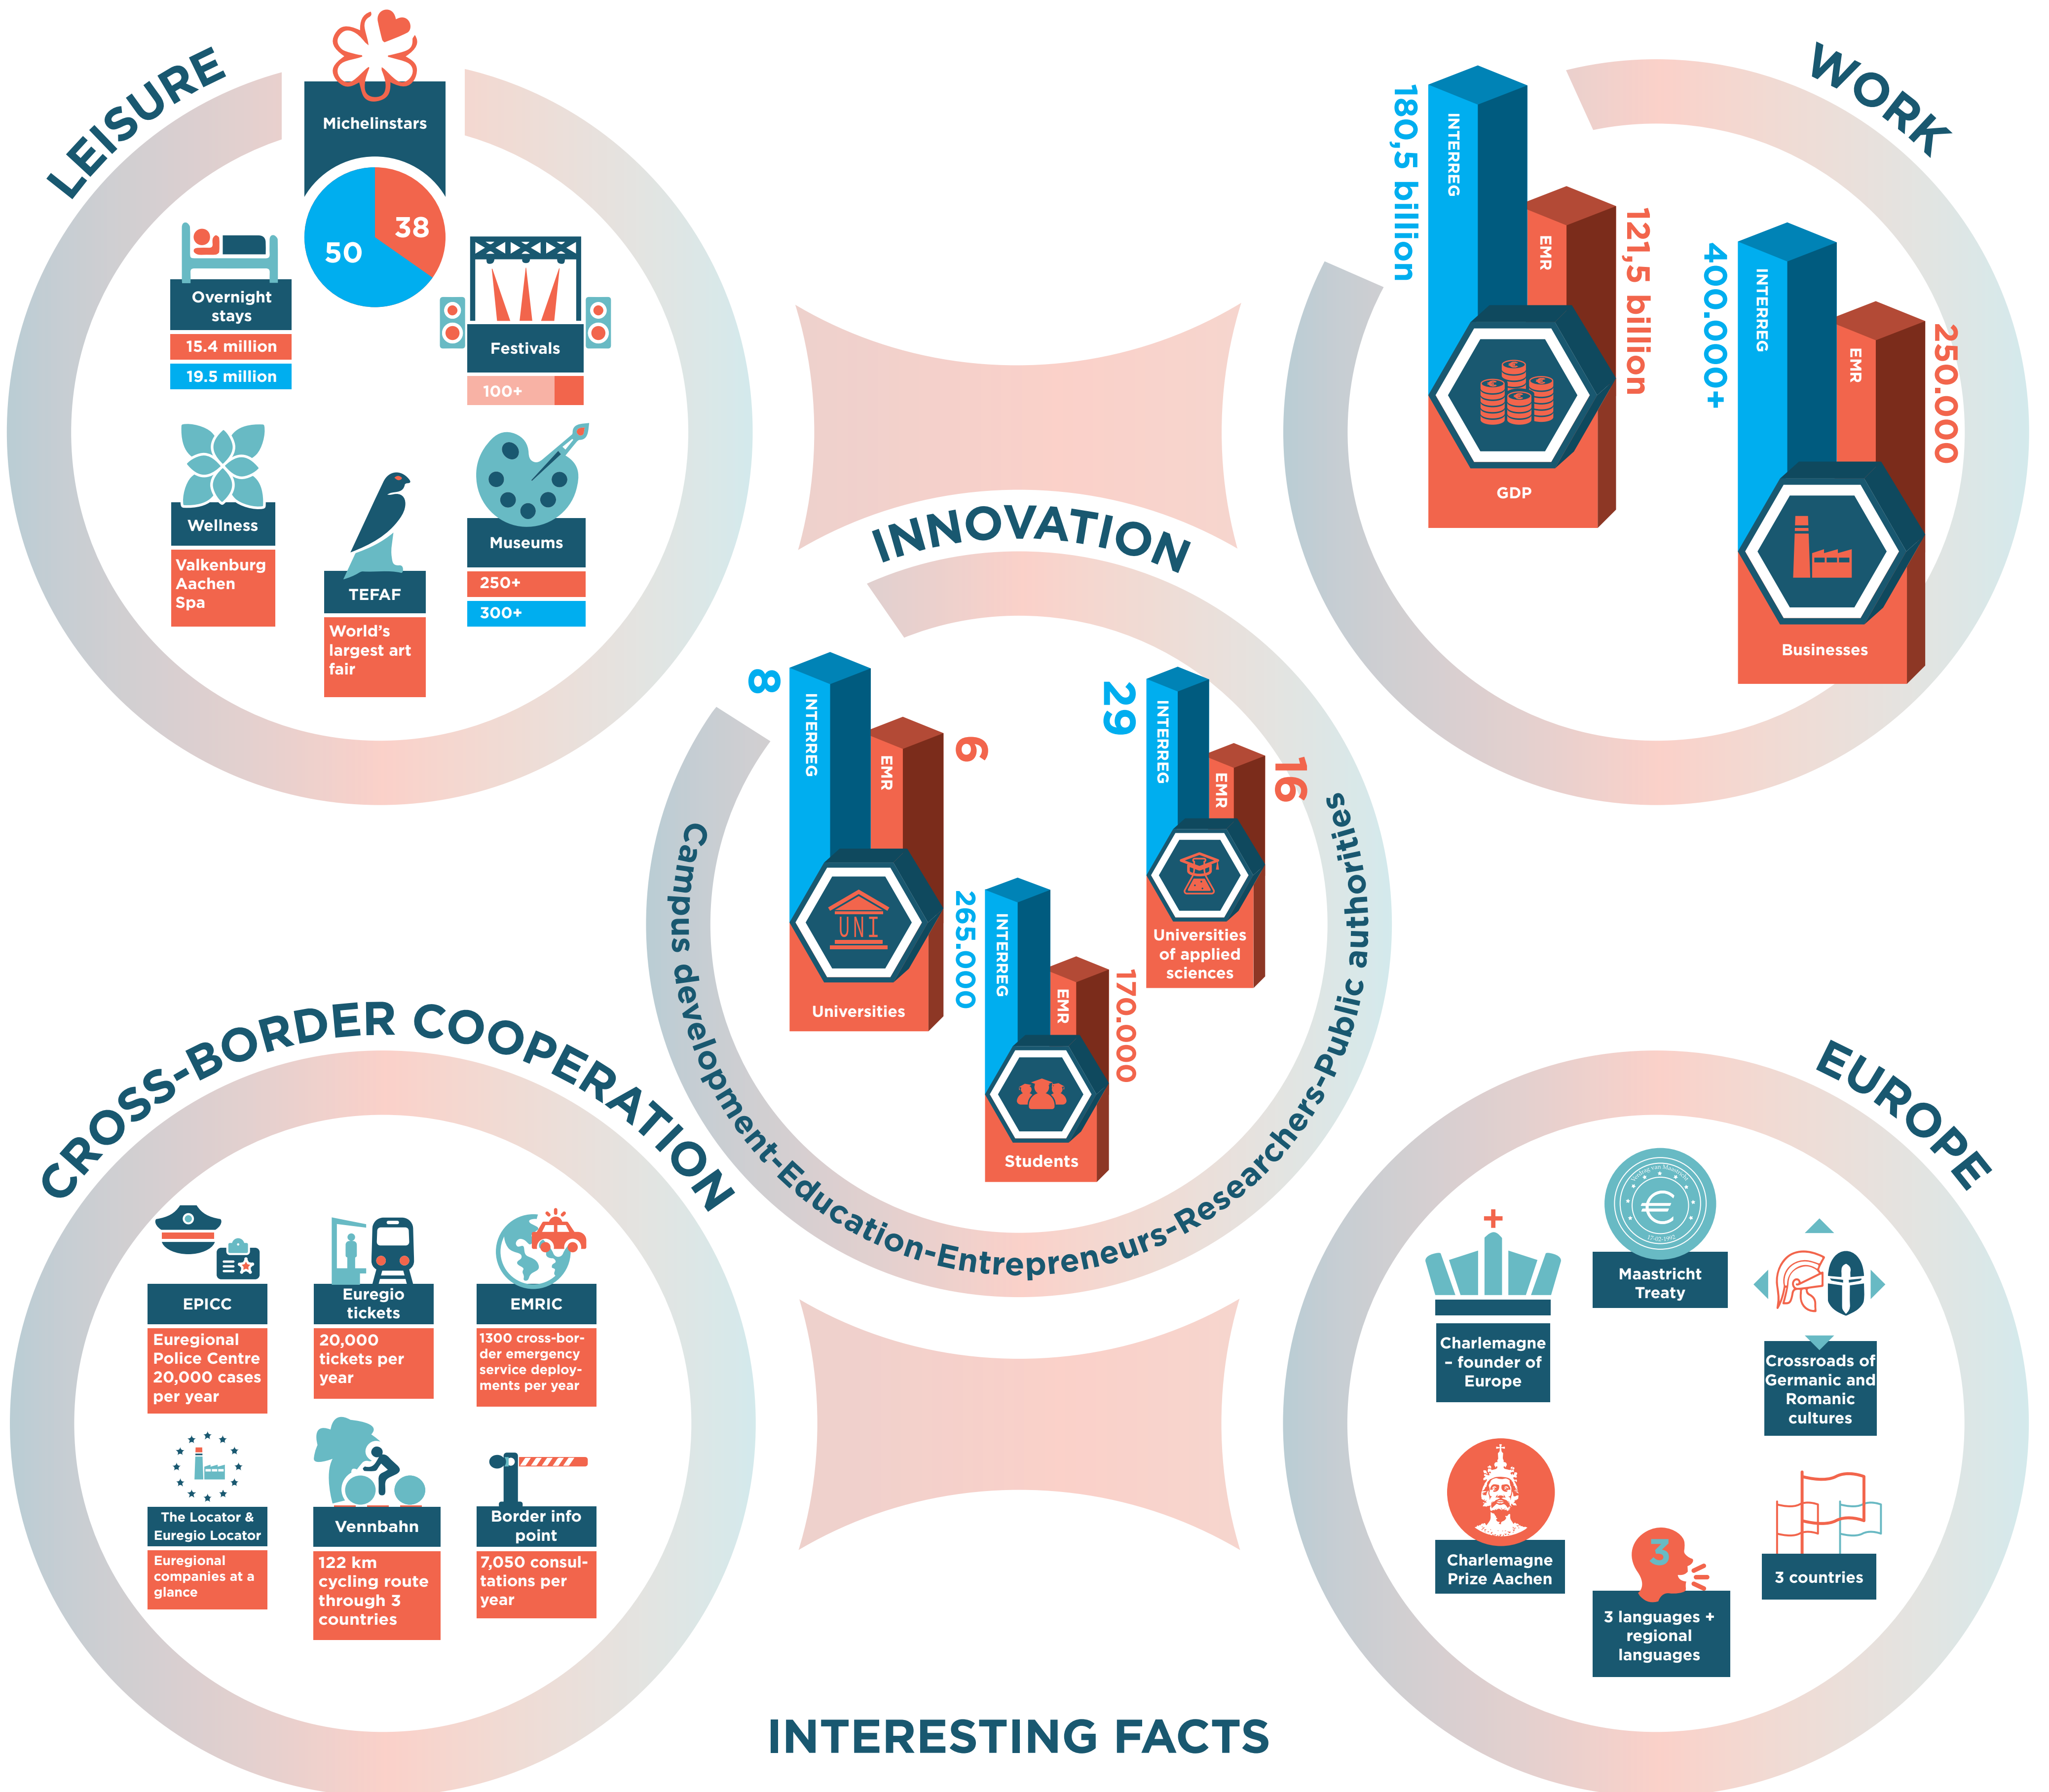 LEISURE
Michelinstars
38
50
Overnight
stays
15.4 million
19.5 million
Festivals
100+
Wellness
Valkenburg
Aachen
Spa
TEFAF
World's
largest art
fair
Museums
250+
300+
WORK
180,5 billion
INTERREG
EMR
121,5 billion
GDP
400.000+
INTERREG
EMR
250.000
Businesses
INNOVATION
8
INTERREG
EMR
6
UNI
Universities
29
INTERREG
EMR
16
Universities
of applied
sciences
265.000
INTERREG
EMR
170.000
Students
Campus development-Education-Entrepreneurs-Researchers-Public authorities
CROSS-BORDER COOPERATION
EPICC
Euregional
Police Centre
20,000 cases
per year
Euregio
tickets
20,000
tickets per
year
EMRIC
1300 cross-bor-
der emergency
service deploy-
ments per year
The Locator &
Euregio Locator
Euregional
companies at a
glance
Vennbahn
122 km
cycling route
through 3
countries
Border info
point
7,050 consul-
tations per
year
EUROPE
Charlemagne
– founder of
Europe
Verdrag van Maastricht
€
17-02-1992
Maastricht
Treaty
Crossroads of
Germanic and
Romanic
cultures
Charlemagne
Prize Aachen
3
3 languages +
regional
languages
3 countries
INTERESTING FACTS